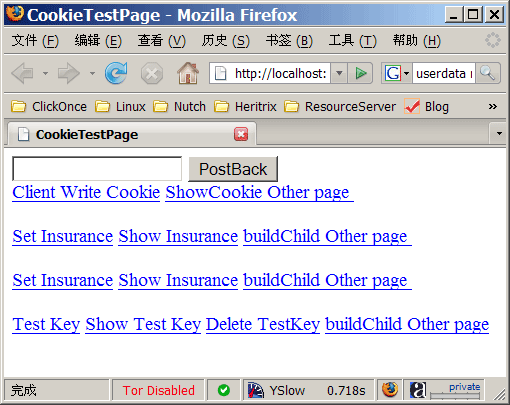 CookieTestPage - Mozilla Firefox
文件 (F) 编辑 (E) 查看 (V) 历史 (S) 书签 (B) 工具 (T) 帮助 (H)
http://localhost: G userdata
ClickOnce Linux Nutch Heritrix ResourceServer Blog »
CookieTestPage
PostBack
Client Write Cookie ShowCookie Other page
Set Insurance Show Insurance buildChild Other page
Set Insurance Show Insurance buildChild Other page
Test Key Show Test Key Delete TestKey buildChild Other page
完成 Tor Disabled YSlow 0.718s a private